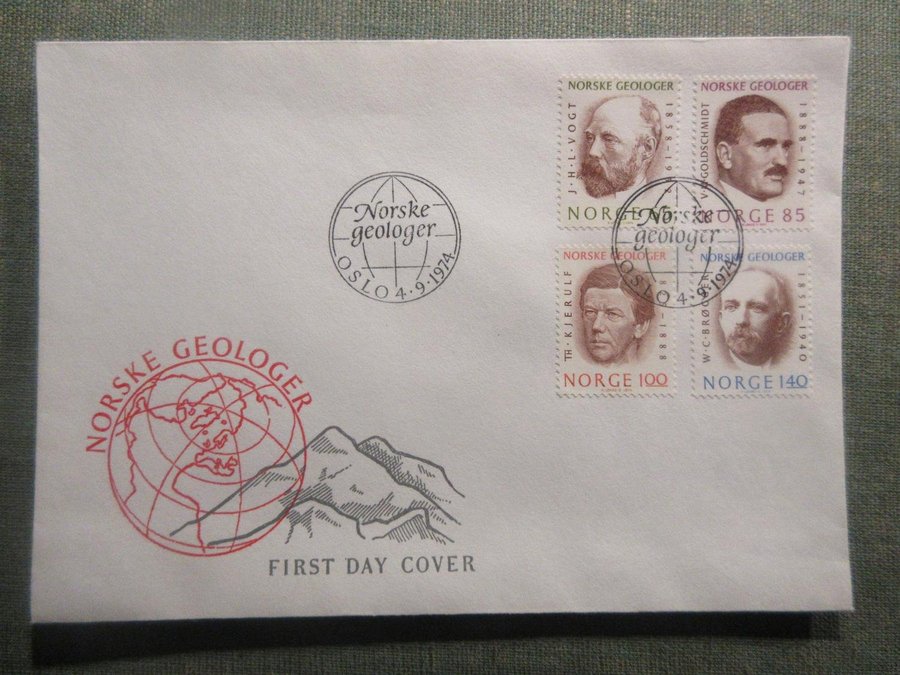 NORSKE GEOLOGER
J·H·L·VOGT
1858–19
NORGE
NORSKE GEOLOGER
GOLDSCHMIDT
1888–1947
NORGE 85
NORSKE GEOLOGER
TH·KJERULF
1888
NORGE 100
NORSKE GEOLOGER
W·C·BRØGGER
1851–1940
NORGE 140
Norske
geologer
OSLO 4·9·1974
Norske
geologer
OSLO 4·9·1974
NORSKE GEOLOGER
FIRST DAY COVER